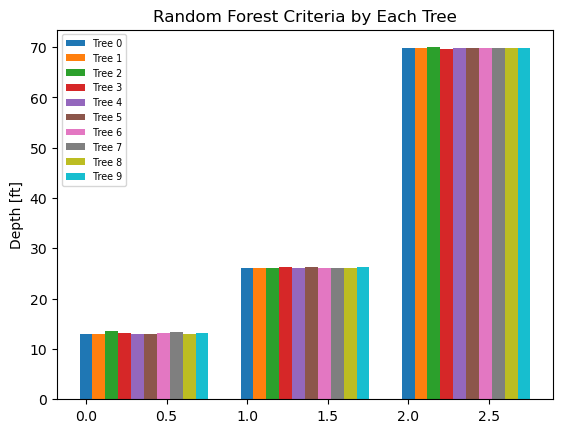 Random Forest Criteria by Each Tree
Depth [ft]
70
60
50
40
30
20
10
0
Tree 0
Tree 1
Tree 2
Tree 3
Tree 4
Tree 5
Tree 6
Tree 7
Tree 8
Tree 9
0.0 0.5 1.0 1.5 2.0 2.5